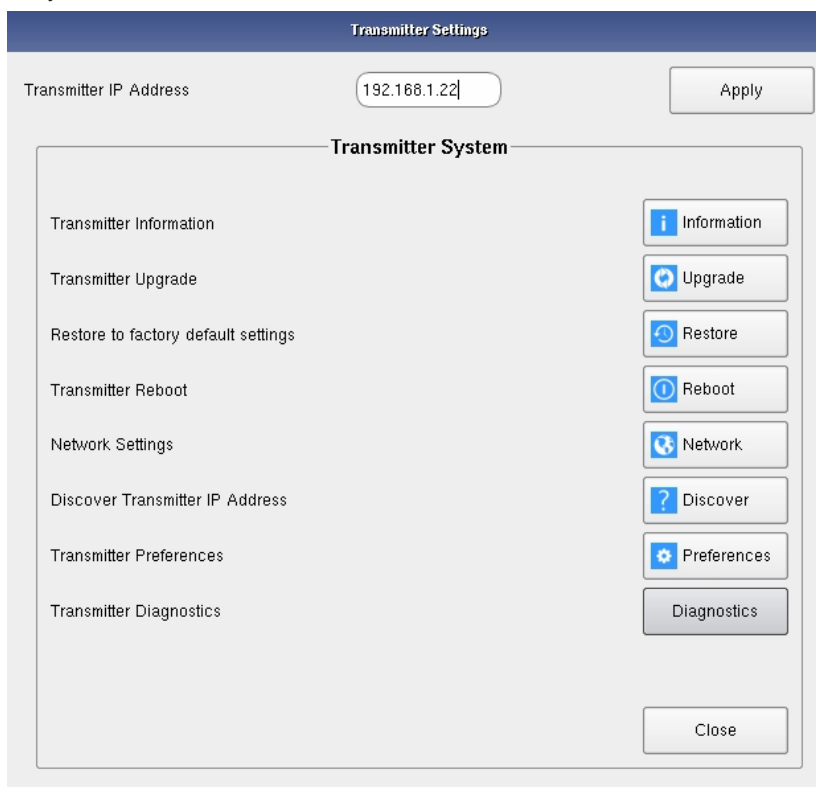 Transmitter Settings
Transmitter IP Address 192.168.1.22 Apply
Transmitter System
Transmitter Information Information
Transmitter Upgrade Upgrade
Restore to factory default settings Restore
Transmitter Reboot Reboot
Network Settings Network
Discover Transmitter IP Address Discover
Transmitter Preferences Preferences
Transmitter Diagnostics Diagnostics
Close